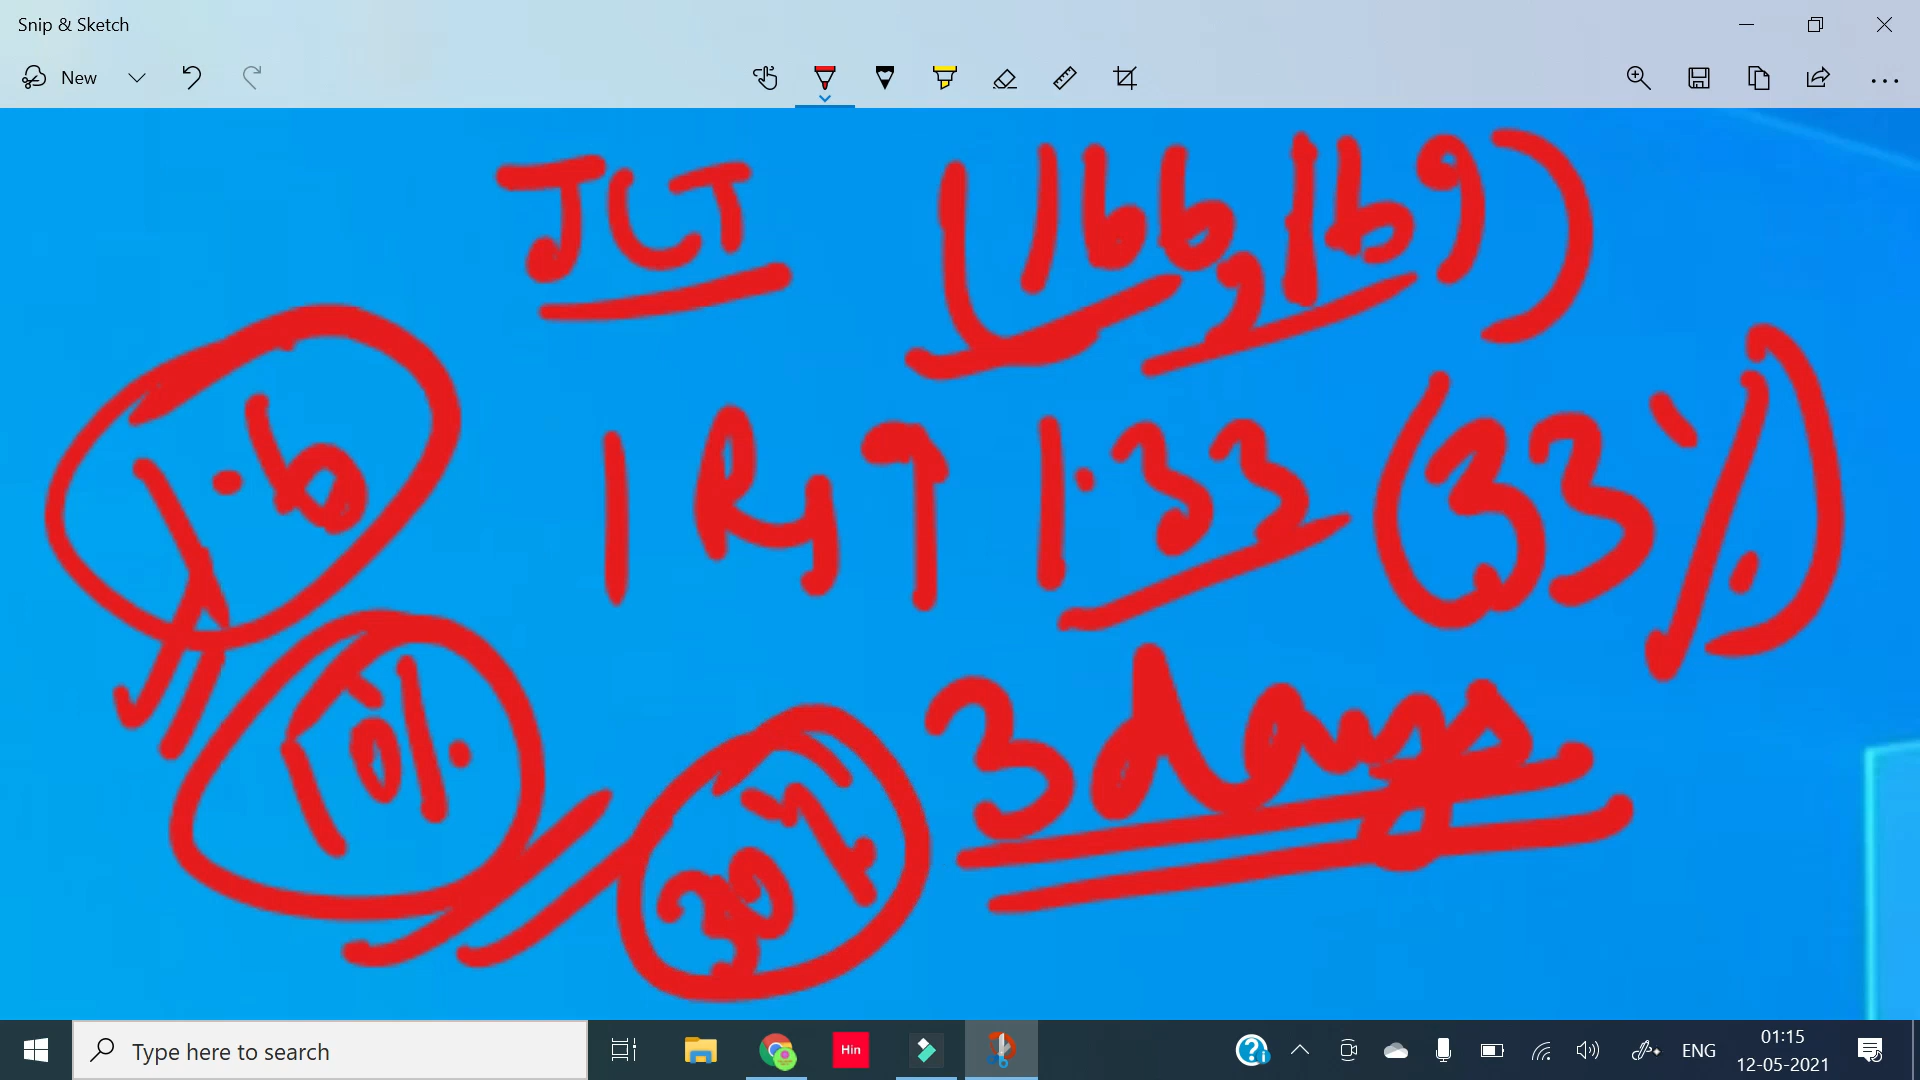 Snip & Sketch
New
JCT (166, 169)
1.6
1 Rs ↑ 1.33 (33%)
10%
3 days
30%
Type here to search
Hin
ENG
01:15
12-05-2021